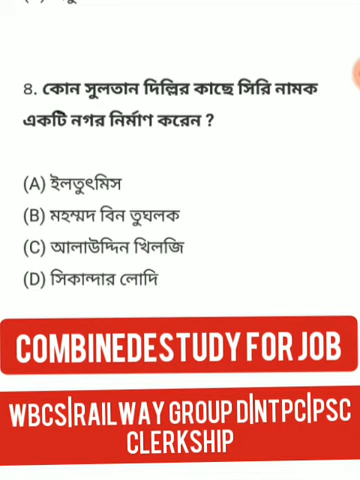 8. কোন সুলতান দিল্লির কাছে সিরি নামক
একটি নগর নির্মাণ করেন ?
(A) ইলতুৎমিস
(B) মহম্মদ বিন তুঘলক
(C) আলাউদ্দিন খিলজি
(D) সিকান্দার লোদি
COMBINEDESTUDY FOR JOB
WBCS|RAILWAY GROUP D|NTPC|PSC
CLERKSHIP